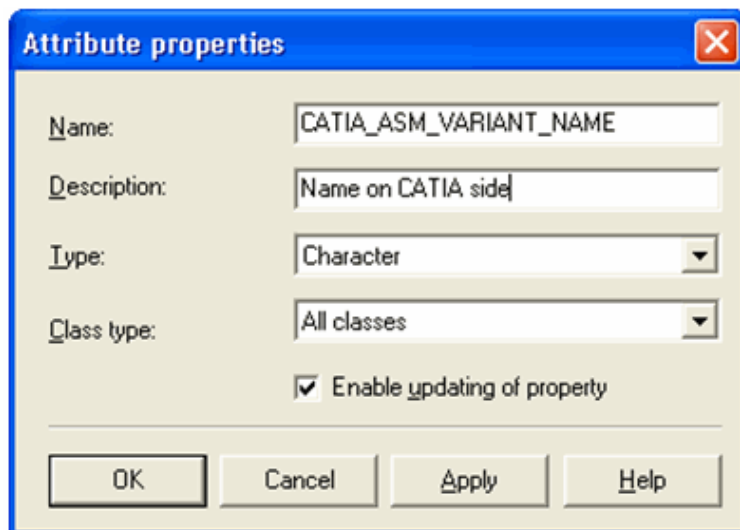 Attribute properties
Name: CATIA_ASM_VARIANT_NAME
Description: Name on CATIA side
Type: Character
Class type: All classes
Enable updating of property
OK Cancel Apply Help